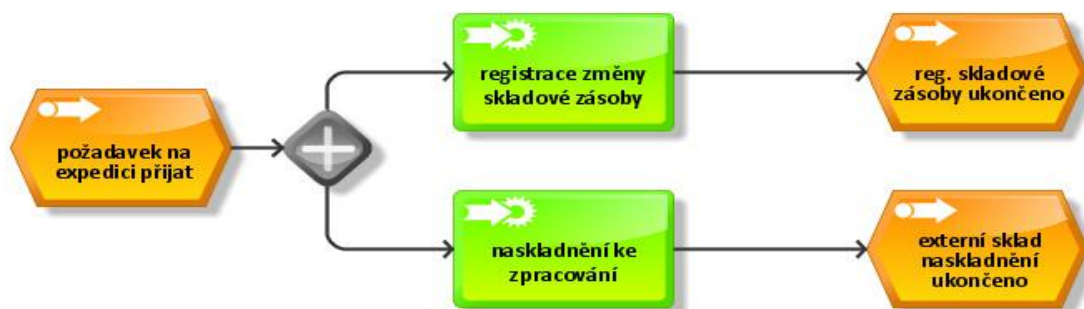 požadavek na
expedici přijat
registrace změny
skladové zásoby
reg. skladové
zásoby ukončeno
naskladnění ke
zpracování
externí sklad
naskladnění
ukončeno